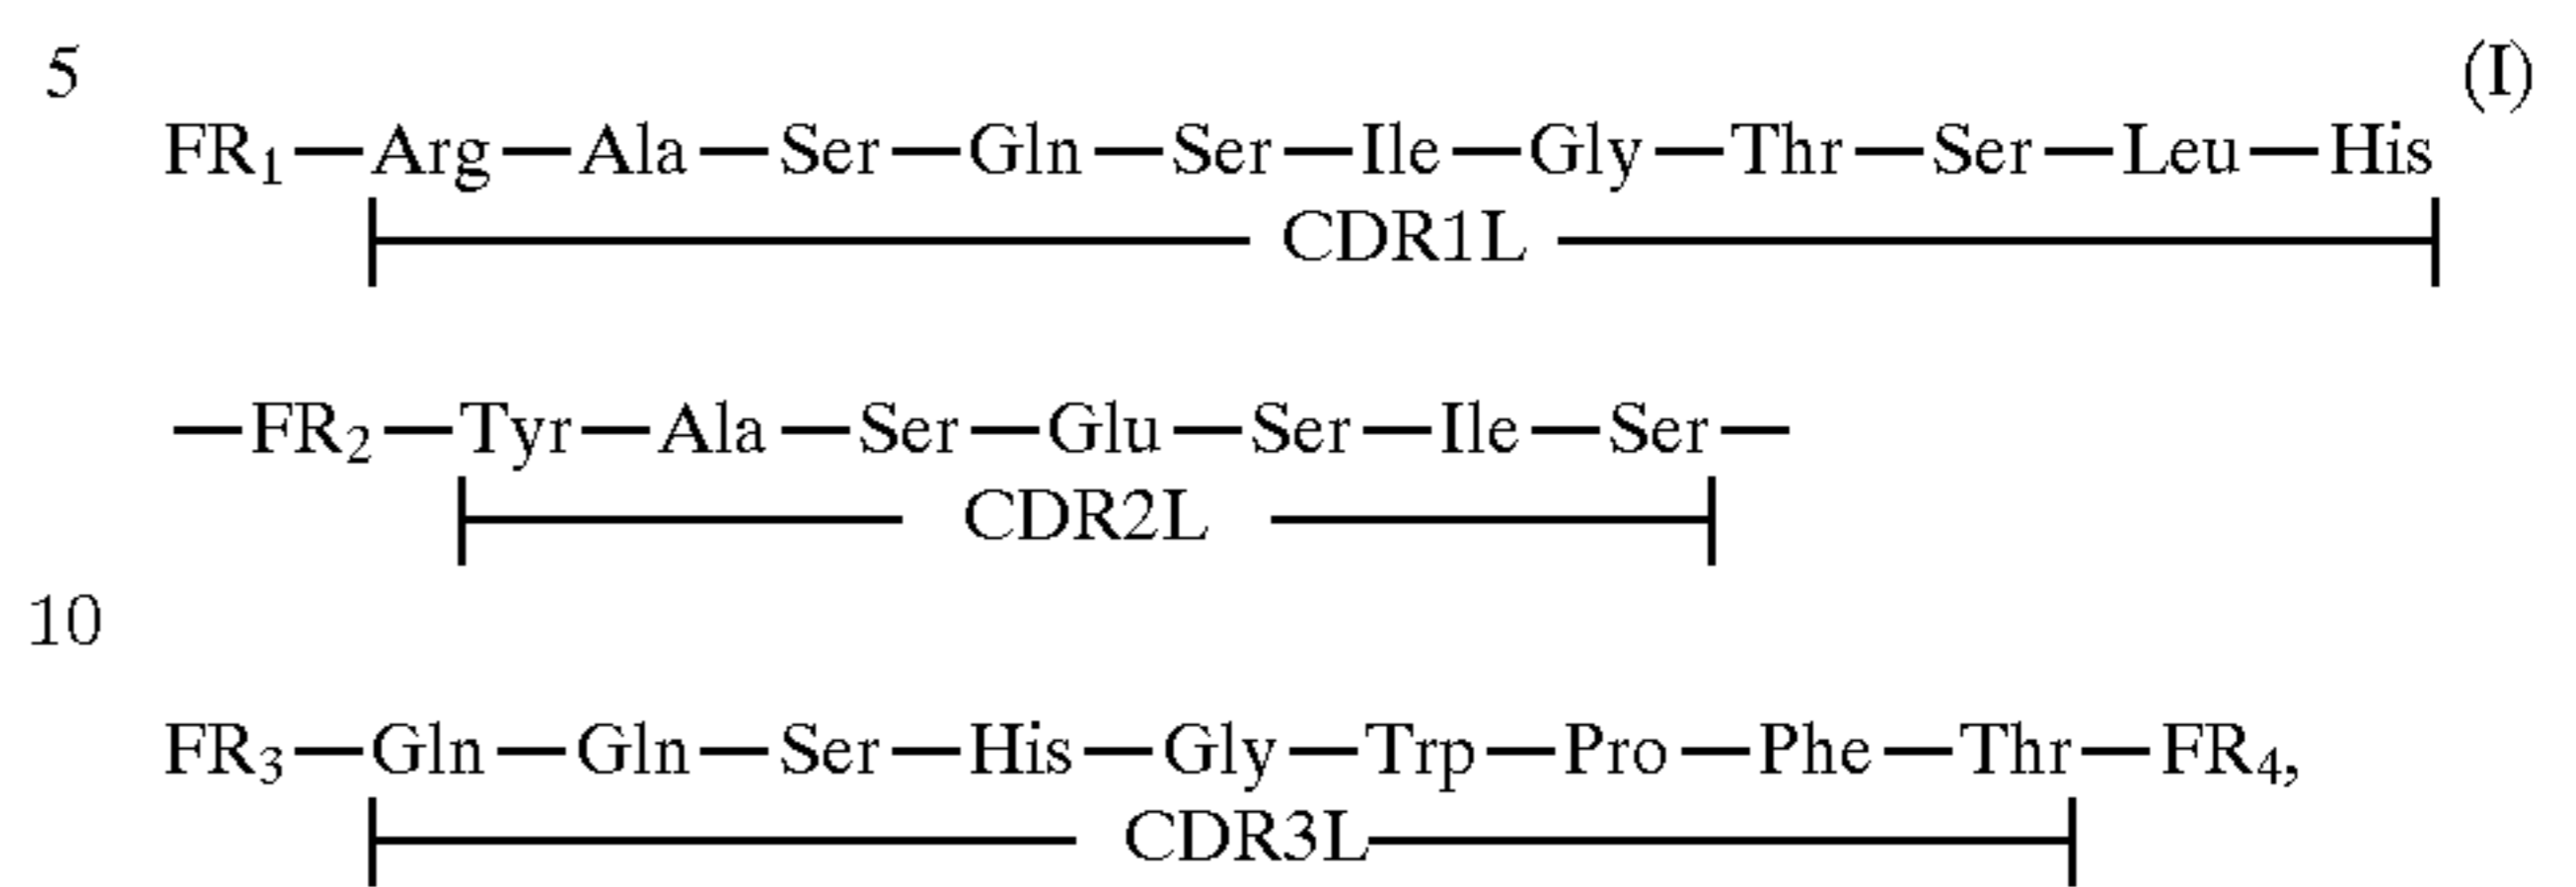 5 (I)
FR₁—Arg—Ala—Ser—Gln—Ser—Ile—Gly—Thr—Ser—Leu—His
CDR1L
—FR₂—Tyr—Ala—Ser—Glu—Ser—Ile—Ser—
CDR2L
10
FR₃—Gln—Gln—Ser—His—Gly—Trp—Pro—Phe—Thr—FR₄,
CDR3L